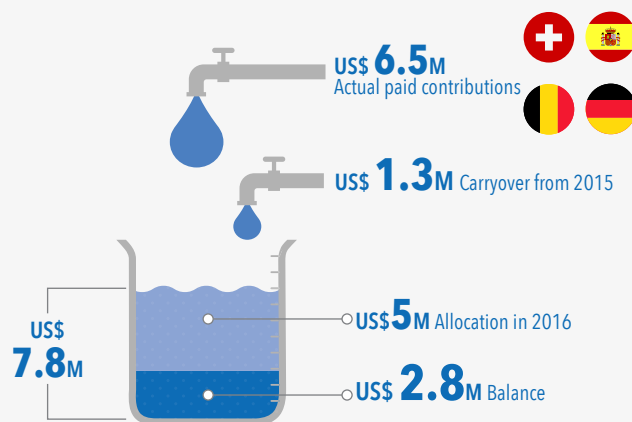 US$ 6.5M
Actual paid contributions
US$ 1.3M Carryover from 2015
US$
7.8M
US$5M Allocation in 2016
US$ 2.8M Balance